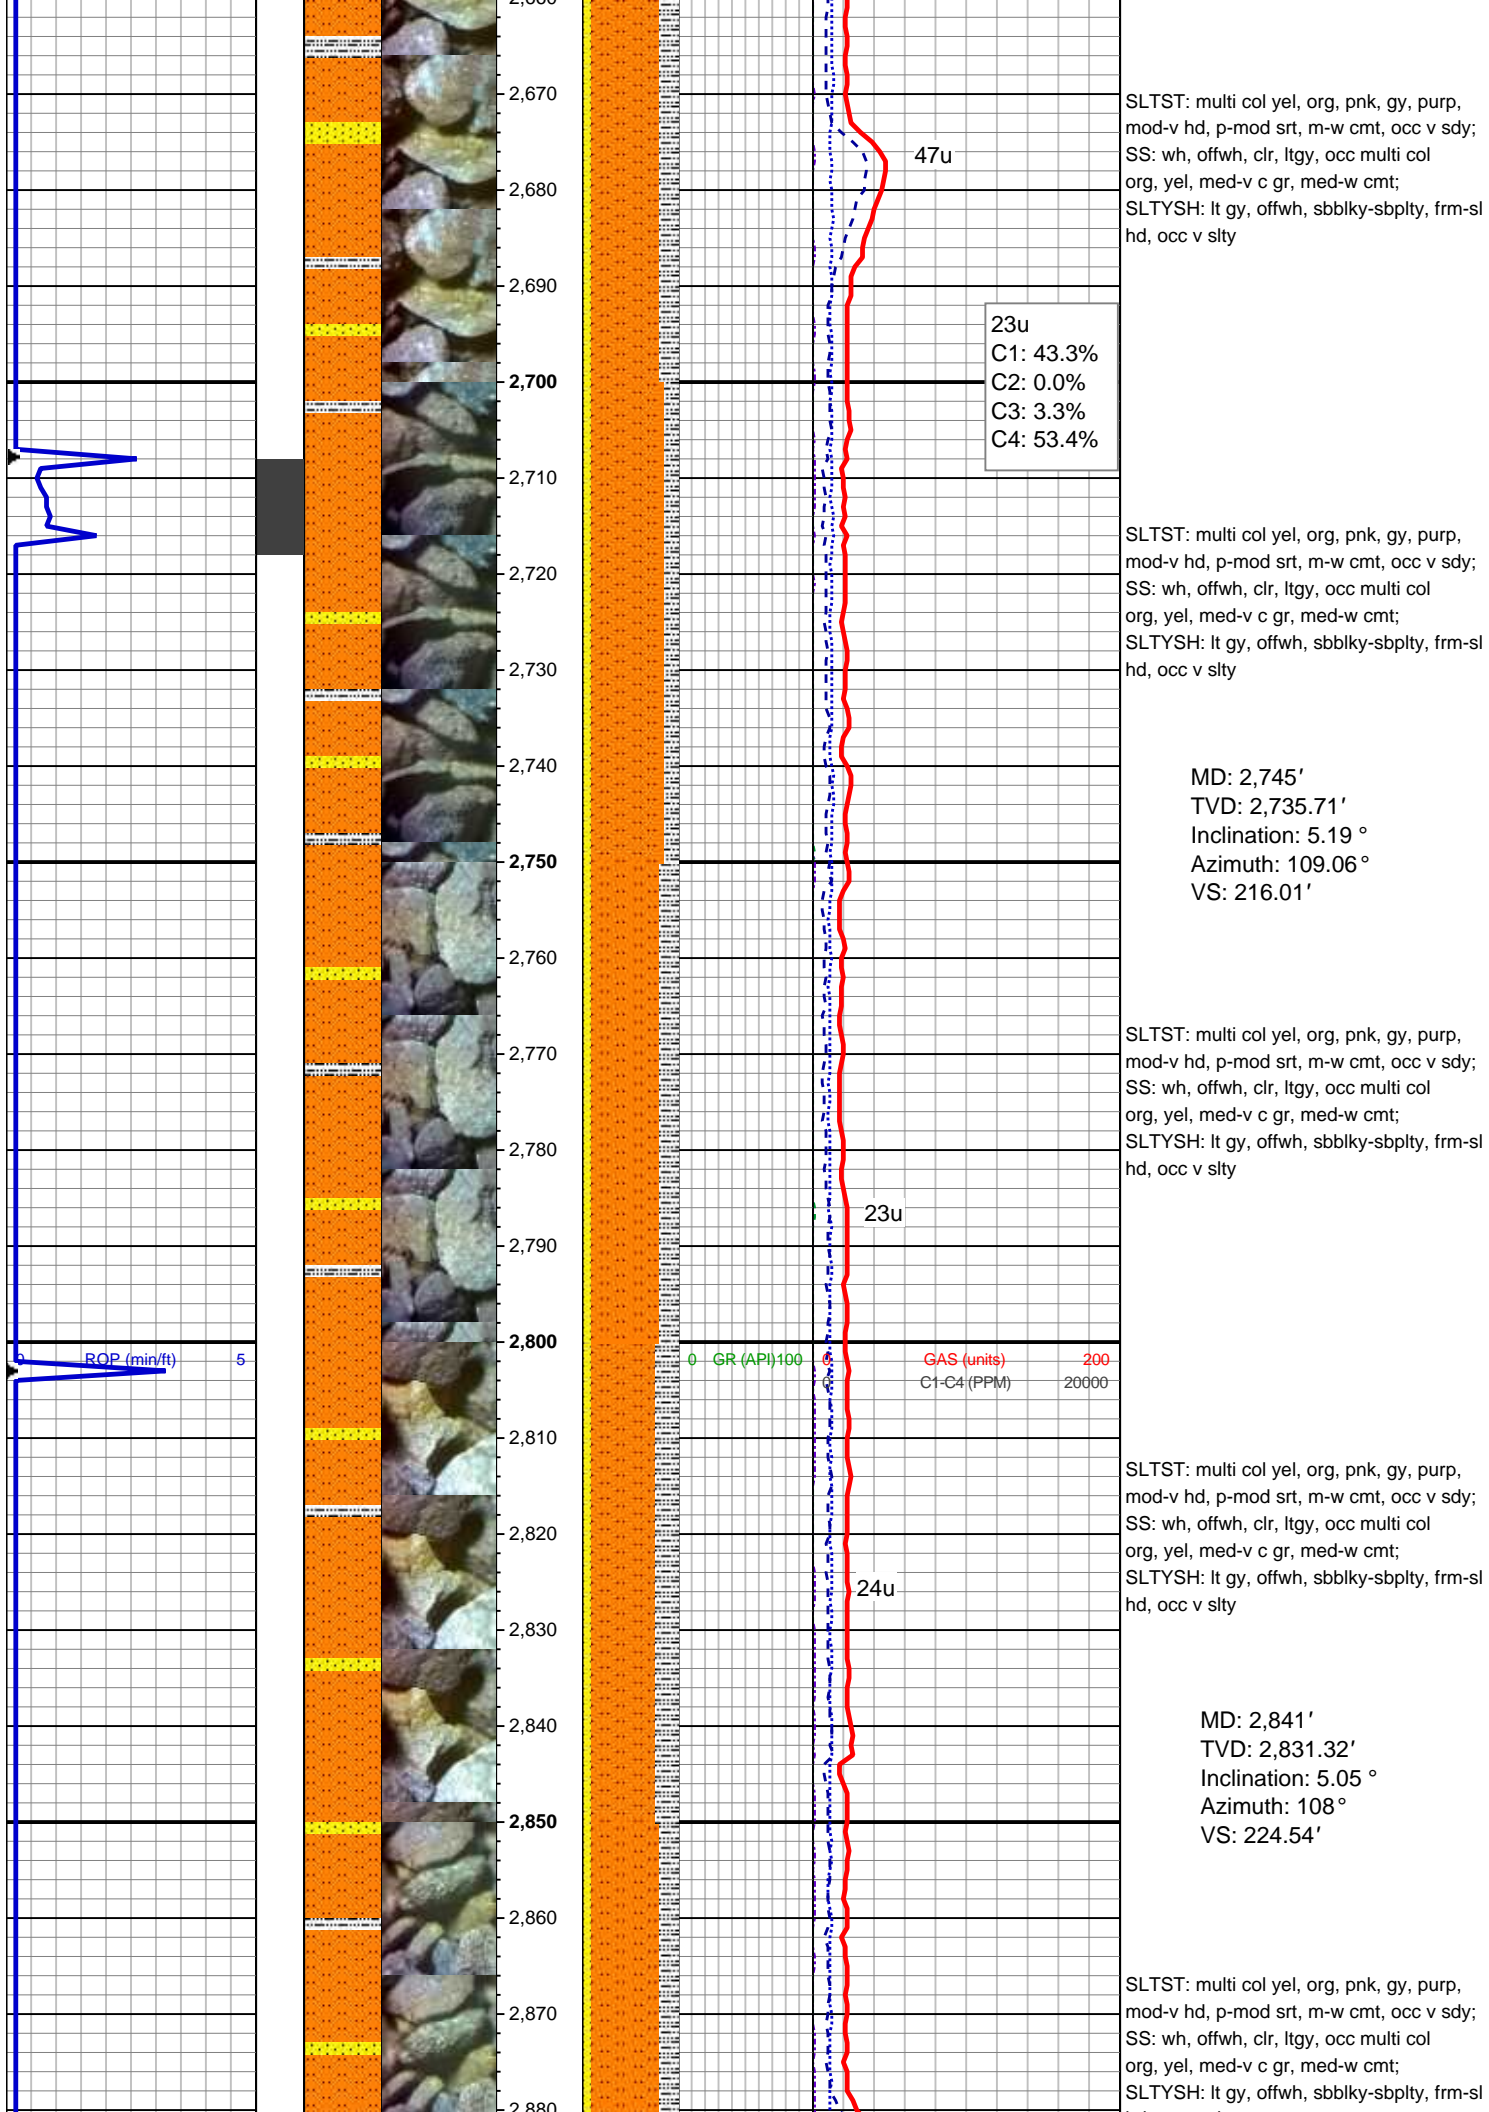 2,670
SLTST: multi col yel, org, pnk, gy, purp,
mod-v hd, p-mod srt, m-w cmt, occ v sdy;
SS: wh, offwh, clr, ltgy, occ multi col
org, yel, med-v c gr, med-w cmt;
SLTYSH: lt gy, offwh, sbblky-sbplty, frm-sl
hd, occ v slty
47u
2,680
2,690
23u
C1: 43.3%
C2: 0.0%
C3: 3.3%
C4: 53.4%
2,700
2,710
SLTST: multi col yel, org, pnk, gy, purp,
mod-v hd, p-mod srt, m-w cmt, occ v sdy;
SS: wh, offwh, clr, ltgy, occ multi col
org, yel, med-v c gr, med-w cmt;
SLTYSH: lt gy, offwh, sbblky-sbplty, frm-sl
hd, occ v slty
2,720
2,730
2,740
MD: 2,745′
TVD: 2,735.71′
Inclination: 5.19 °
Azimuth: 109.06°
VS: 216.01′
2,750
2,760
2,770
SLTST: multi col yel, org, pnk, gy, purp,
mod-v hd, p-mod srt, m-w cmt, occ v sdy;
SS: wh, offwh, clr, ltgy, occ multi col
org, yel, med-v c gr, med-w cmt;
SLTYSH: lt gy, offwh, sbblky-sbplty, frm-sl
hd, occ v slty
2,780
23u
2,790
2,800
0 ROP (min/ft) 5
0 GR (API)100
0 GAS (units) 200
0 C1-C4 (PPM) 20000
2,810
SLTST: multi col yel, org, pnk, gy, purp,
mod-v hd, p-mod srt, m-w cmt, occ v sdy;
SS: wh, offwh, clr, ltgy, occ multi col
org, yel, med-v c gr, med-w cmt;
SLTYSH: lt gy, offwh, sbblky-sbplty, frm-sl
hd, occ v slty
2,820
24u
2,830
2,840
MD: 2,841′
TVD: 2,831.32′
Inclination: 5.05 °
Azimuth: 108°
VS: 224.54′
2,850
2,860
2,870
SLTST: multi col yel, org, pnk, gy, purp,
mod-v hd, p-mod srt, m-w cmt, occ v sdy;
SS: wh, offwh, clr, ltgy, occ multi col
org, yel, med-v c gr, med-w cmt;
SLTYSH: lt gy, offwh, sbblky-sbplty, frm-sl
2,880